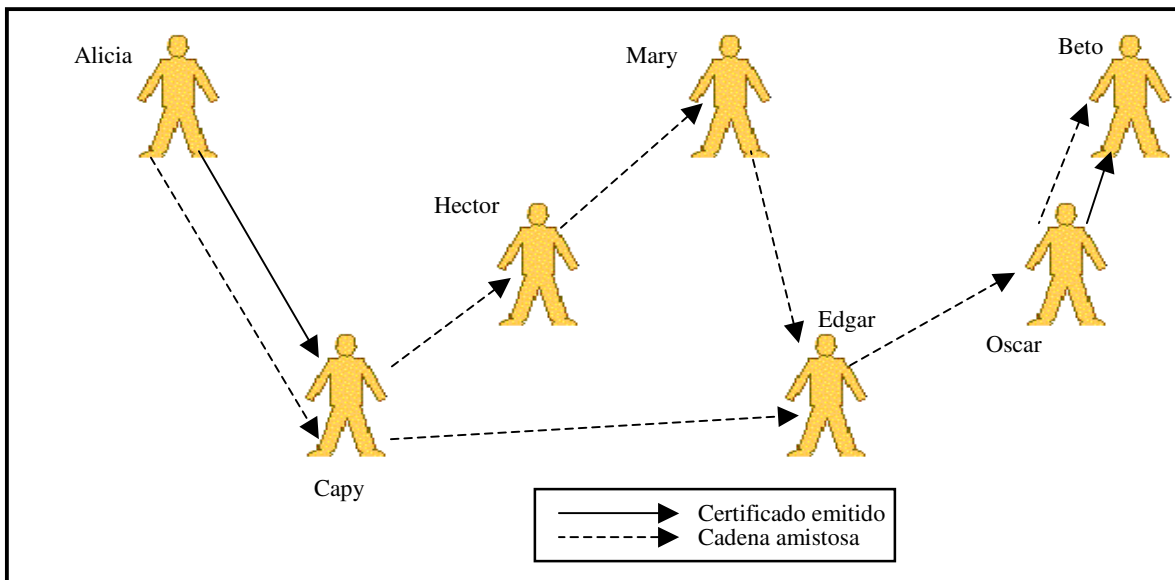 Alicia
Mary
Beto
Hector
Edgar
Oscar
Capy
Certificado emitido
Cadena amistosa